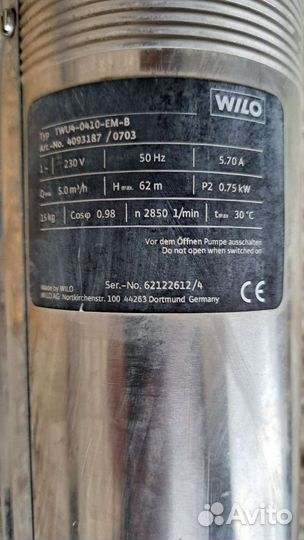 WILO
Typ TWU4-0410-EM-B
Art.-No. 4093187 / 0703
1~ 230 V 50 Hz 5.70 A
Qmax 5.0 m³/h Hmax. 62 m P2 0,75 kW
15 kg Cosφ 0.98 n 2850 1/min tmax 30 °C
Vor dem Öffnen Pumpe ausschalten
Do not open when switched on
Ser.-No. 62122612/4
Made by WILO
WILO AG Nortkirchenstr. 100 44263 Dortmund Germany
CE
Avito